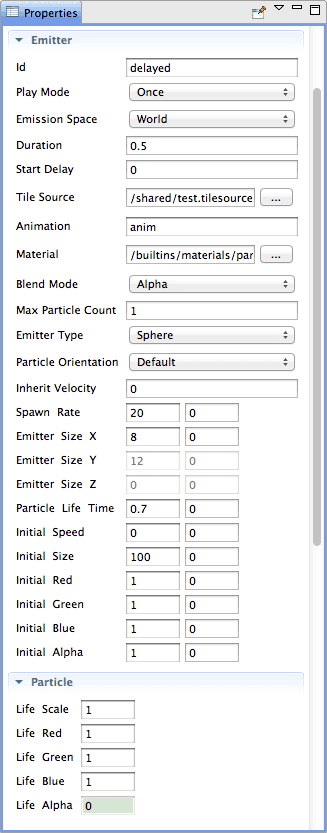 Properties
Emitter
Id delayed
Play Mode Once
Emission Space World
Duration 0.5
Start Delay 0
Tile Source /shared/test.tilesource ...
Animation anim
Material /builtins/materials/par ...
Blend Mode Alpha
Max Particle Count 1
Emitter Type Sphere
Particle Orientation Default
Inherit Velocity 0
Spawn Rate 20 0
Emitter Size X 8 0
Emitter Size Y 12 0
Emitter Size Z 0 0
Particle Life Time 0.7 0
Initial Speed 0 0
Initial Size 100 0
Initial Red 1 0
Initial Green 1 0
Initial Blue 1 0
Initial Alpha 1 0
Particle
Life Scale 1
Life Red 1
Life Green 1
Life Blue 1
Life Alpha 0